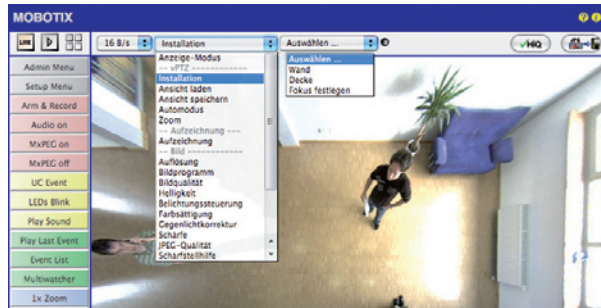 MOBOTIX
LIVE
16 B/s
Installation
Auswählen ...
HiQ
Admin Menu
Setup Menu
Arm & Record
Audio on
MxPEG on
MxPEG off
UC Event
LEDs Blink
Play Sound
Play Last Event
Event List
Multiwatcher
1x Zoom
Anzeige-Modus
-- vPTZ -------------
Installation
Ansicht laden
Ansicht speichern
Automodus
Zoom
-- Aufzeichnung ---
Aufzeichnung
-- Bild --------------
Auflösung
Bildprogramm
Bildqualität
Helligkeit
Belichtungssteuerung
Farbsättigung
Gegenlichtkorrektur
Schärfe
JPEG-Qualität
Scharfstellhilfe
Auswählen ...
Wand
Decke
Fokus festlegen